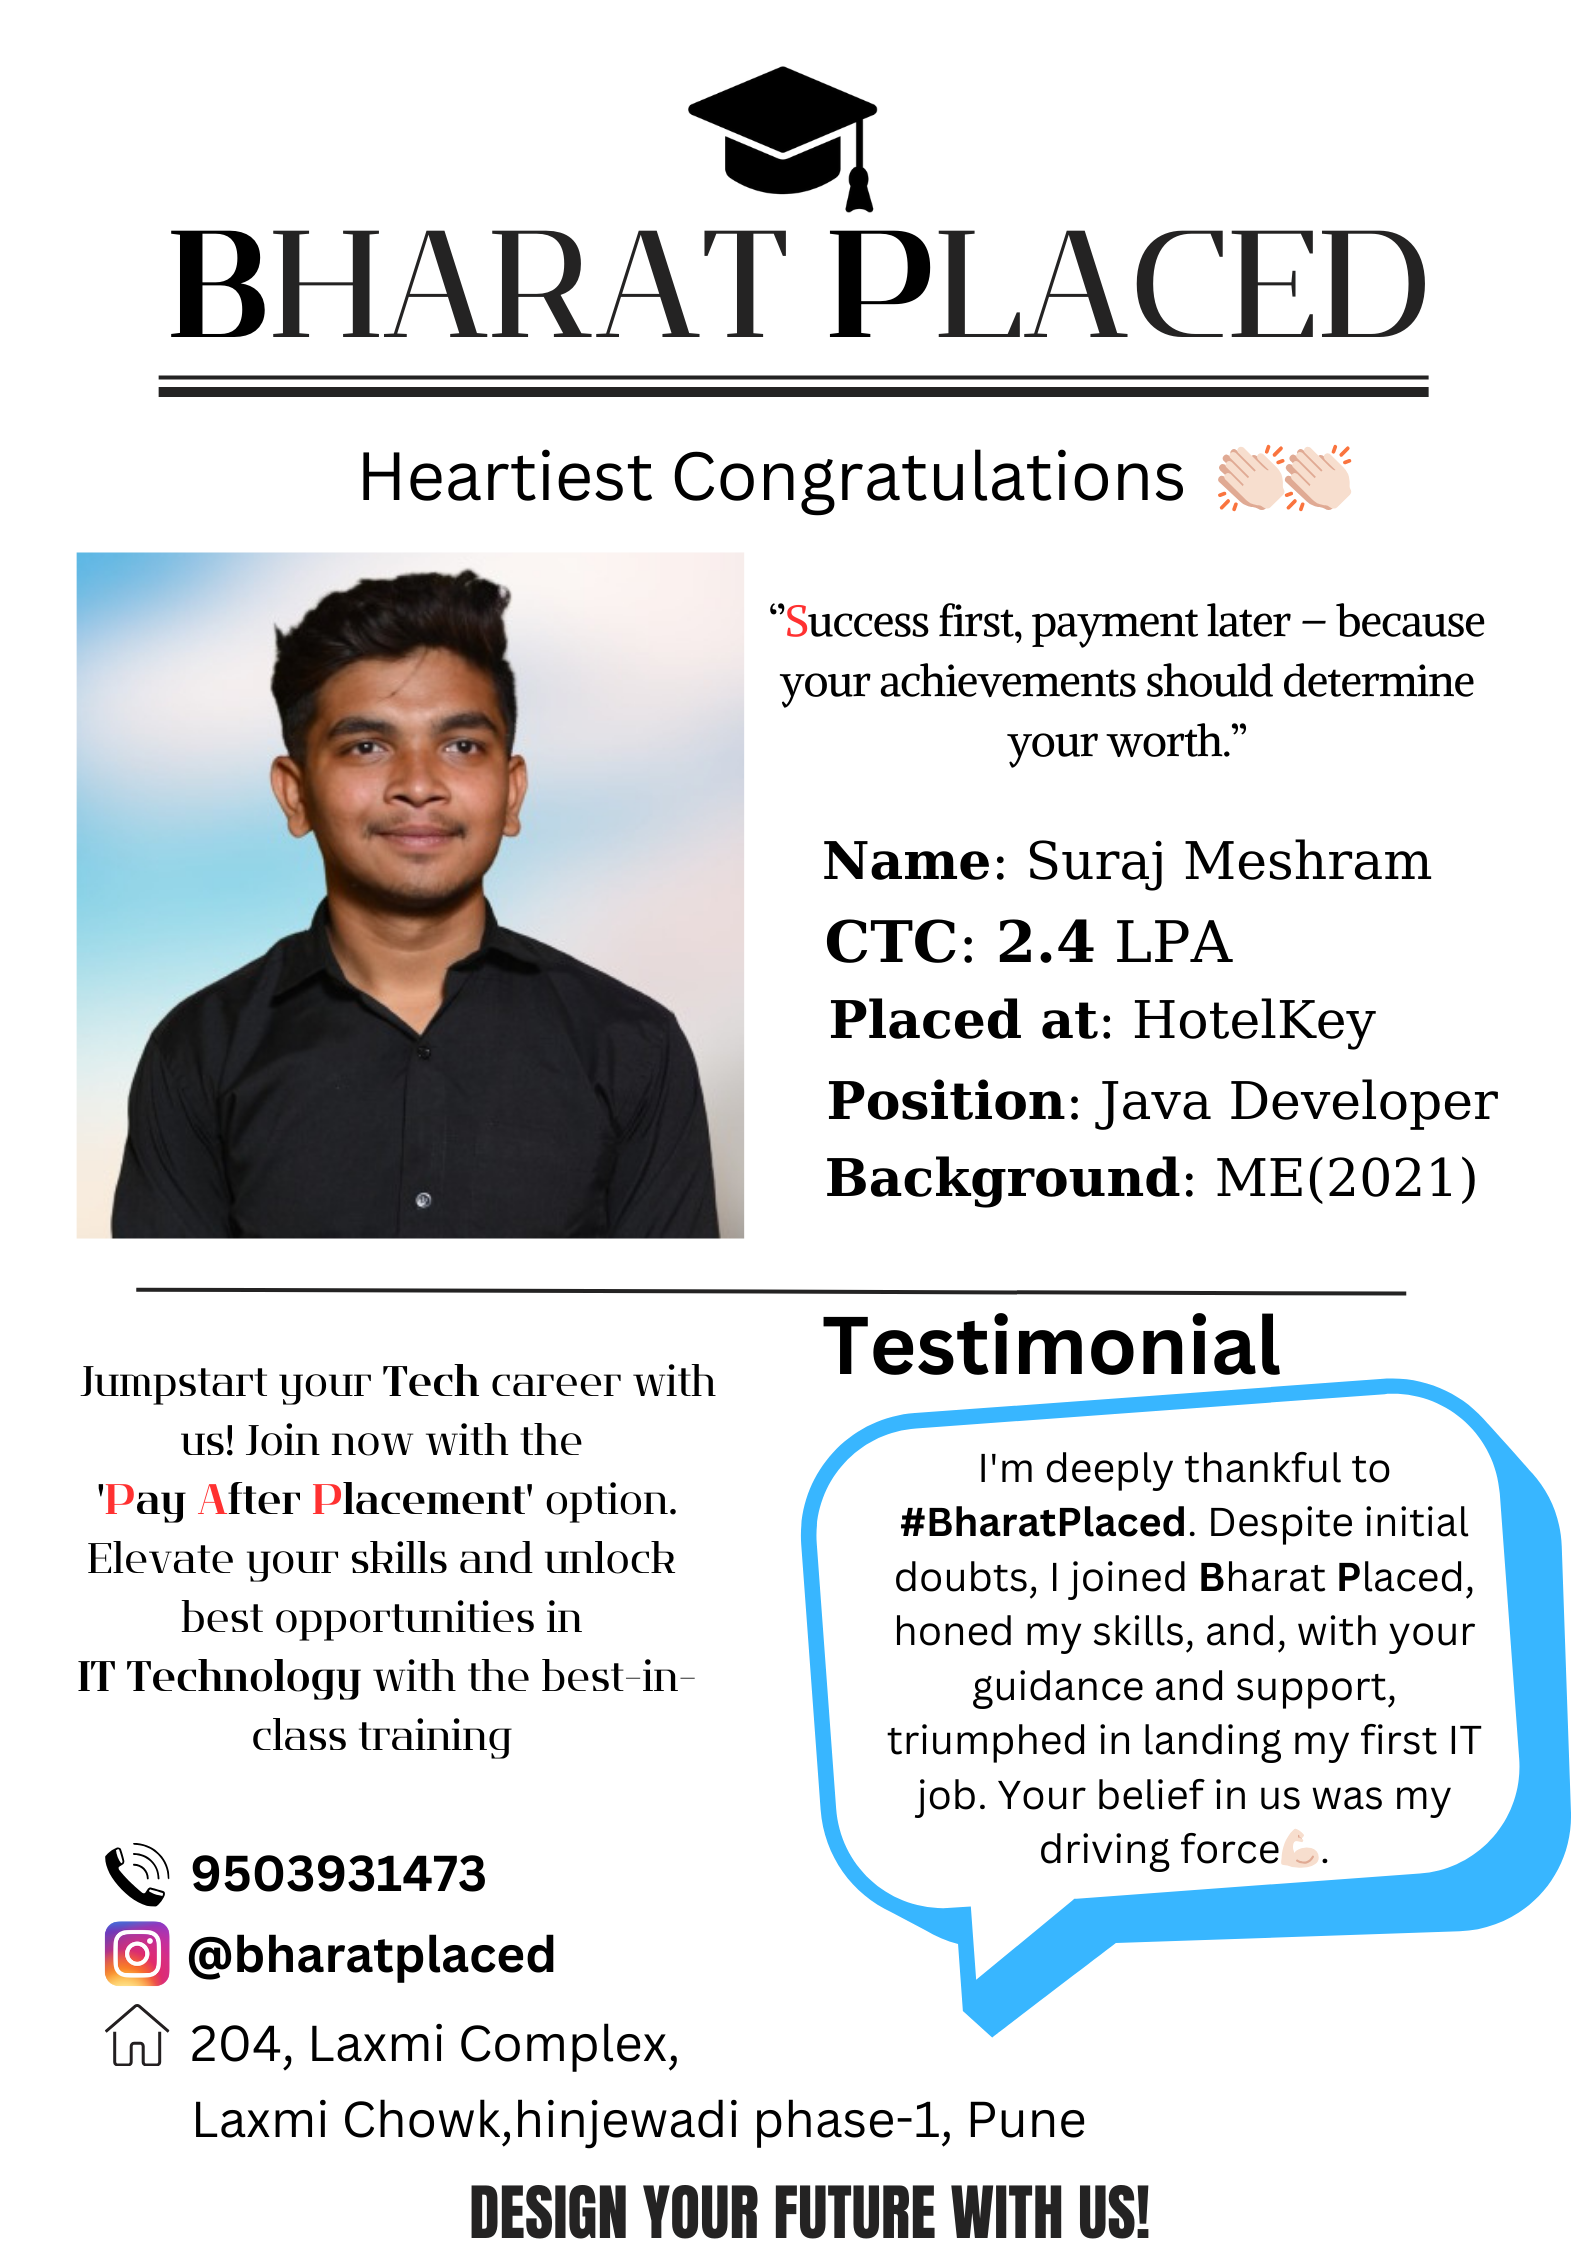 BHARAT PLACED
Heartiest Congratulations 👏🏻👏🏻
“Success first, payment later – because
your achievements should determine
your worth.”
Name: Suraj Meshram
CTC: 2.4 LPA
Placed at: HotelKey
Position: Java Developer
Background: ME(2021)
Jumpstart your Tech career with
us! Join now with the
'Pay After Placement' option.
Elevate your skills and unlock
best opportunities in
IT Technology with the best-in-
class training
Testimonial
I'm deeply thankful to
#BharatPlaced. Despite initial
doubts, I joined Bharat Placed,
honed my skills, and, with your
guidance and support,
triumphed in landing my first IT
job. Your belief in us was my
driving force💪🏻.
9503931473
@bharatplaced
204, Laxmi Complex,
Laxmi Chowk,hinjewadi phase-1, Pune
DESIGN YOUR FUTURE WITH US!